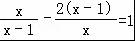 x/(x-1) - 2(x-1)/x = 1